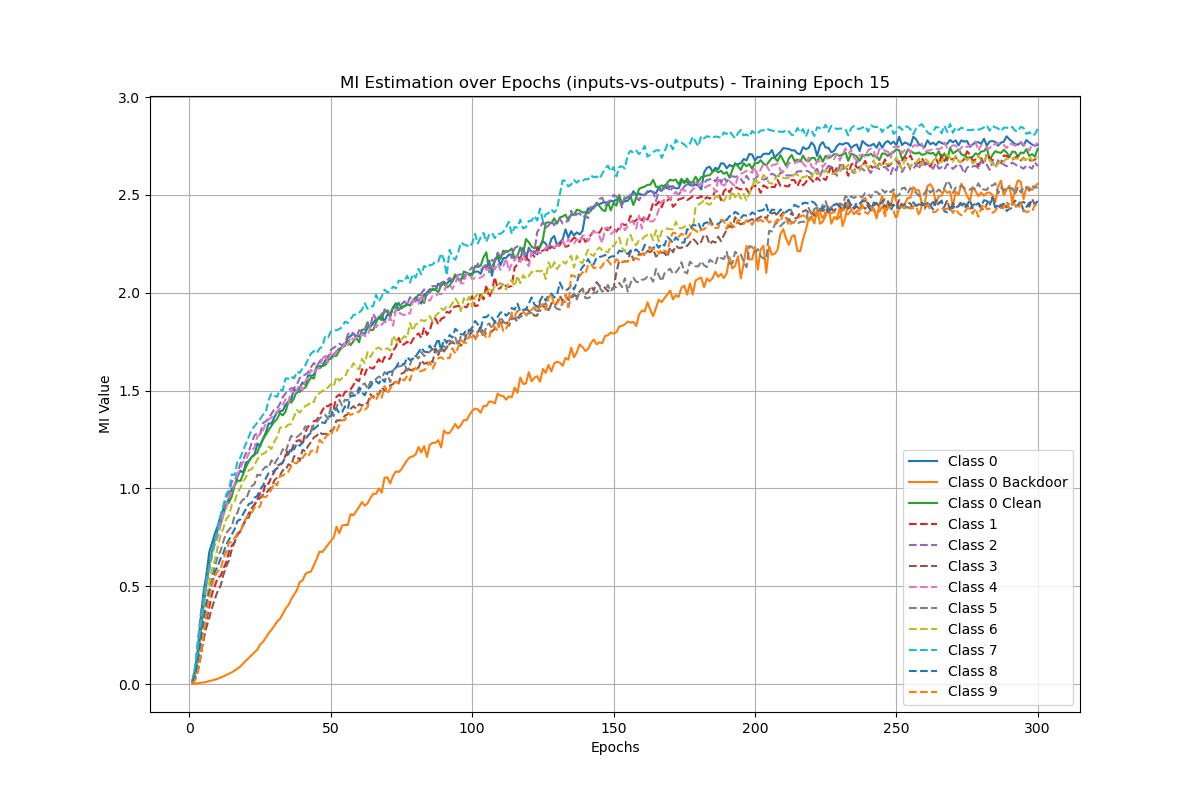 MI Estimation over Epochs (inputs-vs-outputs) - Training Epoch 15
MI Value
3.0
2.5
2.0
1.5
1.0
0.5
0.0
0
50
100
150
200
250
300
Epochs
Class 0
Class 0 Backdoor
Class 0 Clean
Class 1
Class 2
Class 3
Class 4
Class 5
Class 6
Class 7
Class 8
Class 9